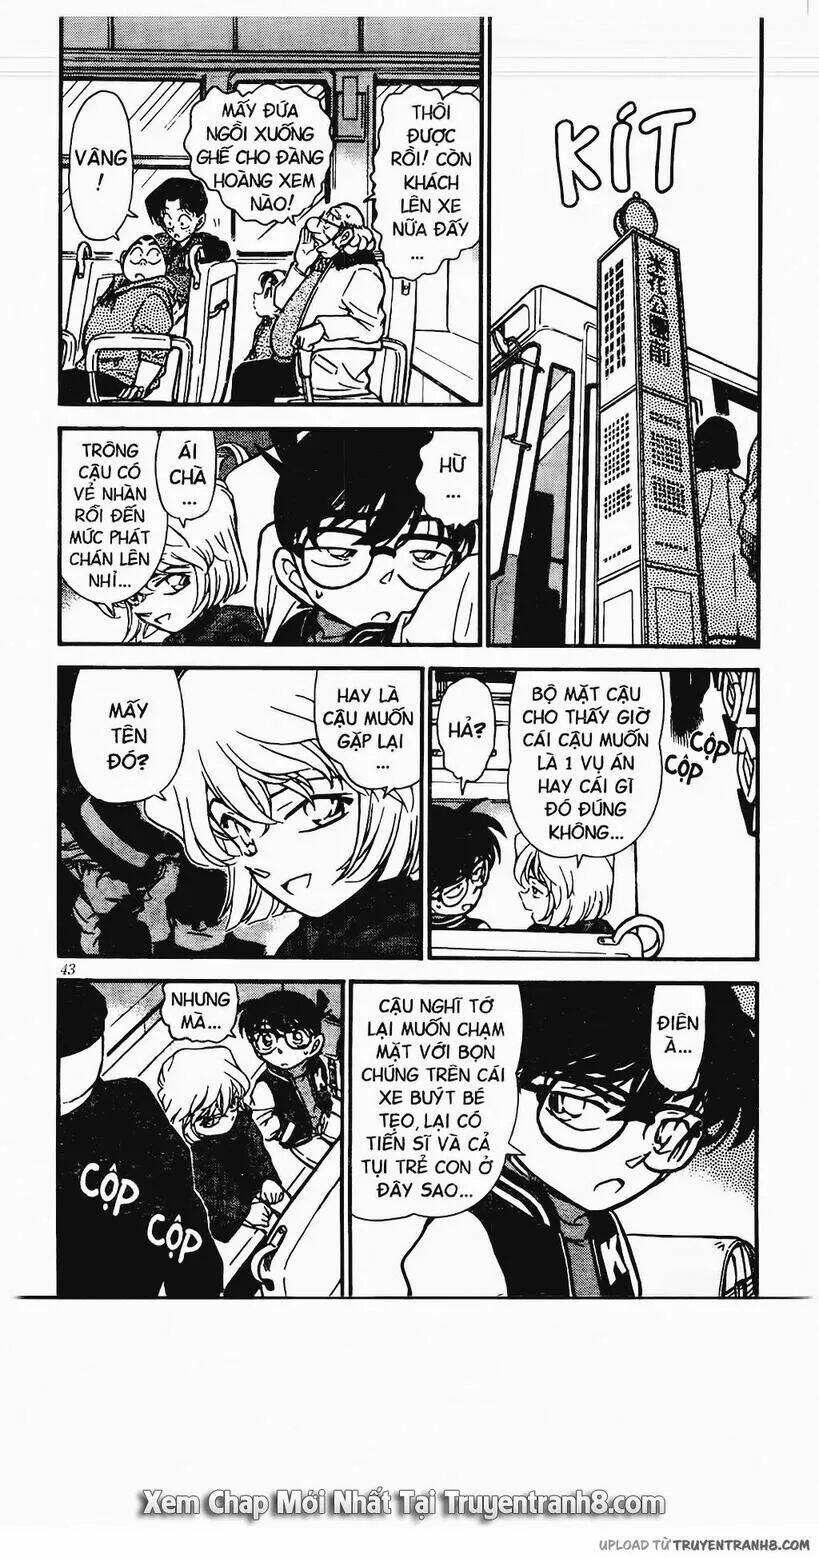 KÍT
米花公園前
THÔI
ĐƯỢC
RỒI! CÒN
KHÁCH
LÊN XE
NỮA ĐẤY
...
MẤY ĐỨA
NGỒI XUỐNG
GHẾ CHO ĐÀNG
HOÀNG XEM
NÀO!
VÂNG
!
HỪ
...
ÁI
CHÀ
...
TRÔNG
CẬU CÓ
VẺ NHÀN
RỖI ĐẾN
MỨC PHÁT
CHÁN LÊN
NHỈ...
BỘ MẶT CẬU
CHO THẤY GIỜ
CÁI CẬU MUỐN
LÀ 1 VỤ ÁN
HAY CÁI GÌ
ĐÓ ĐÚNG
KHÔNG...
HẢ?
CỘP
CỘP
HAY LÀ
CẬU MUỐN
GẶP LẠI
...
MẤY
TÊN
ĐÓ?
43
ĐIÊN
À...
CẬU NGHĨ TỚ
LẠI MUỐN CHẠM
MẶT VỚI BỌN
CHÚNG TRÊN CÁI
XE BUÝT BÉ
TẸO, LẠI CÓ
TIẾN SĨ VÀ CẢ
TỤI TRẺ CON Ở
ĐÂY SAO...
NHƯNG
MÀ...
CỘP
CỘP
Xem Chap Mới Nhất Tại Truyentranh8.com
UPLOAD TỪ TRUYENTRANH8.COM